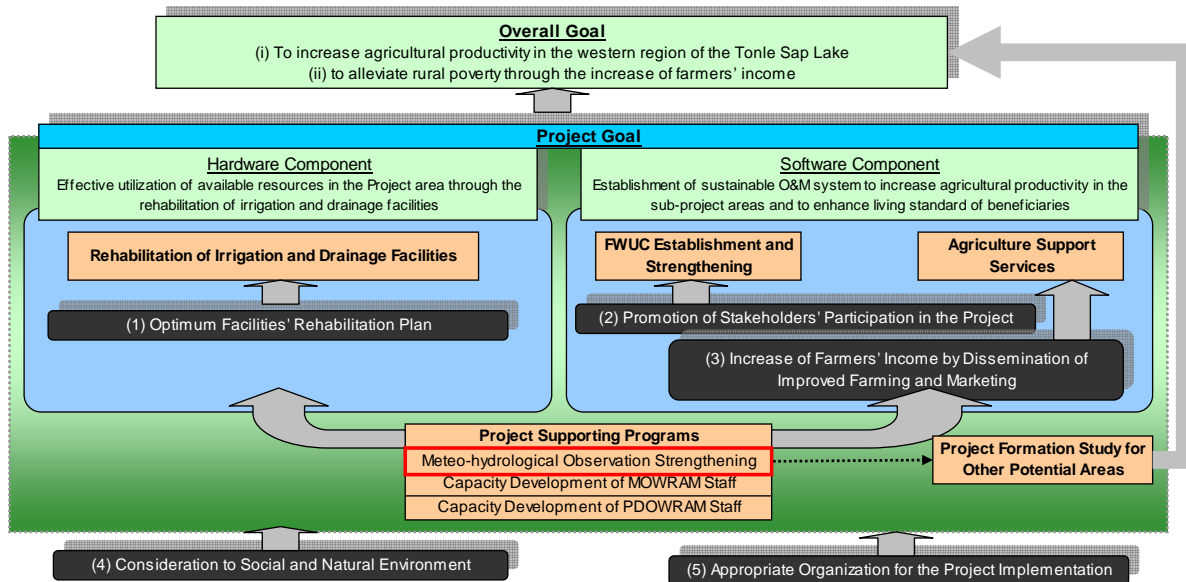 Overall Goal
(i) To increase agricultural productivity in the western region of the Tonle Sap Lake
(ii) to alleviate rural poverty through the increase of farmers' income
Project Goal
Hardware Component
Effective utilization of available resources in the Project area through the
rehabilitation of irrigation and drainage facilities
Software Component
Establishment of sustainable O&M system to increase agricultural productivity in the
sub-project areas and to enhance living standard of beneficiaries
Rehabilitation of Irrigation and Drainage Facilities
FWUC Establishment and
Strengthening
Agriculture Support
Services
(1) Optimum Facilities' Rehabilitation Plan
(2) Promotion of Stakeholders' Participation in the Project
(3) Increase of Farmers' Income by Dissemination of
Improved Farming and Marketing
Project Supporting Programs
Meteo-hydrological Observation Strengthening
Capacity Development of MOWRAM Staff
Capacity Development of PDOWRAM Staff
Project Formation Study for
Other Potential Areas
(4) Consideration to Social and Natural Environment
(5) Appropriate Organization for the Project Implementation